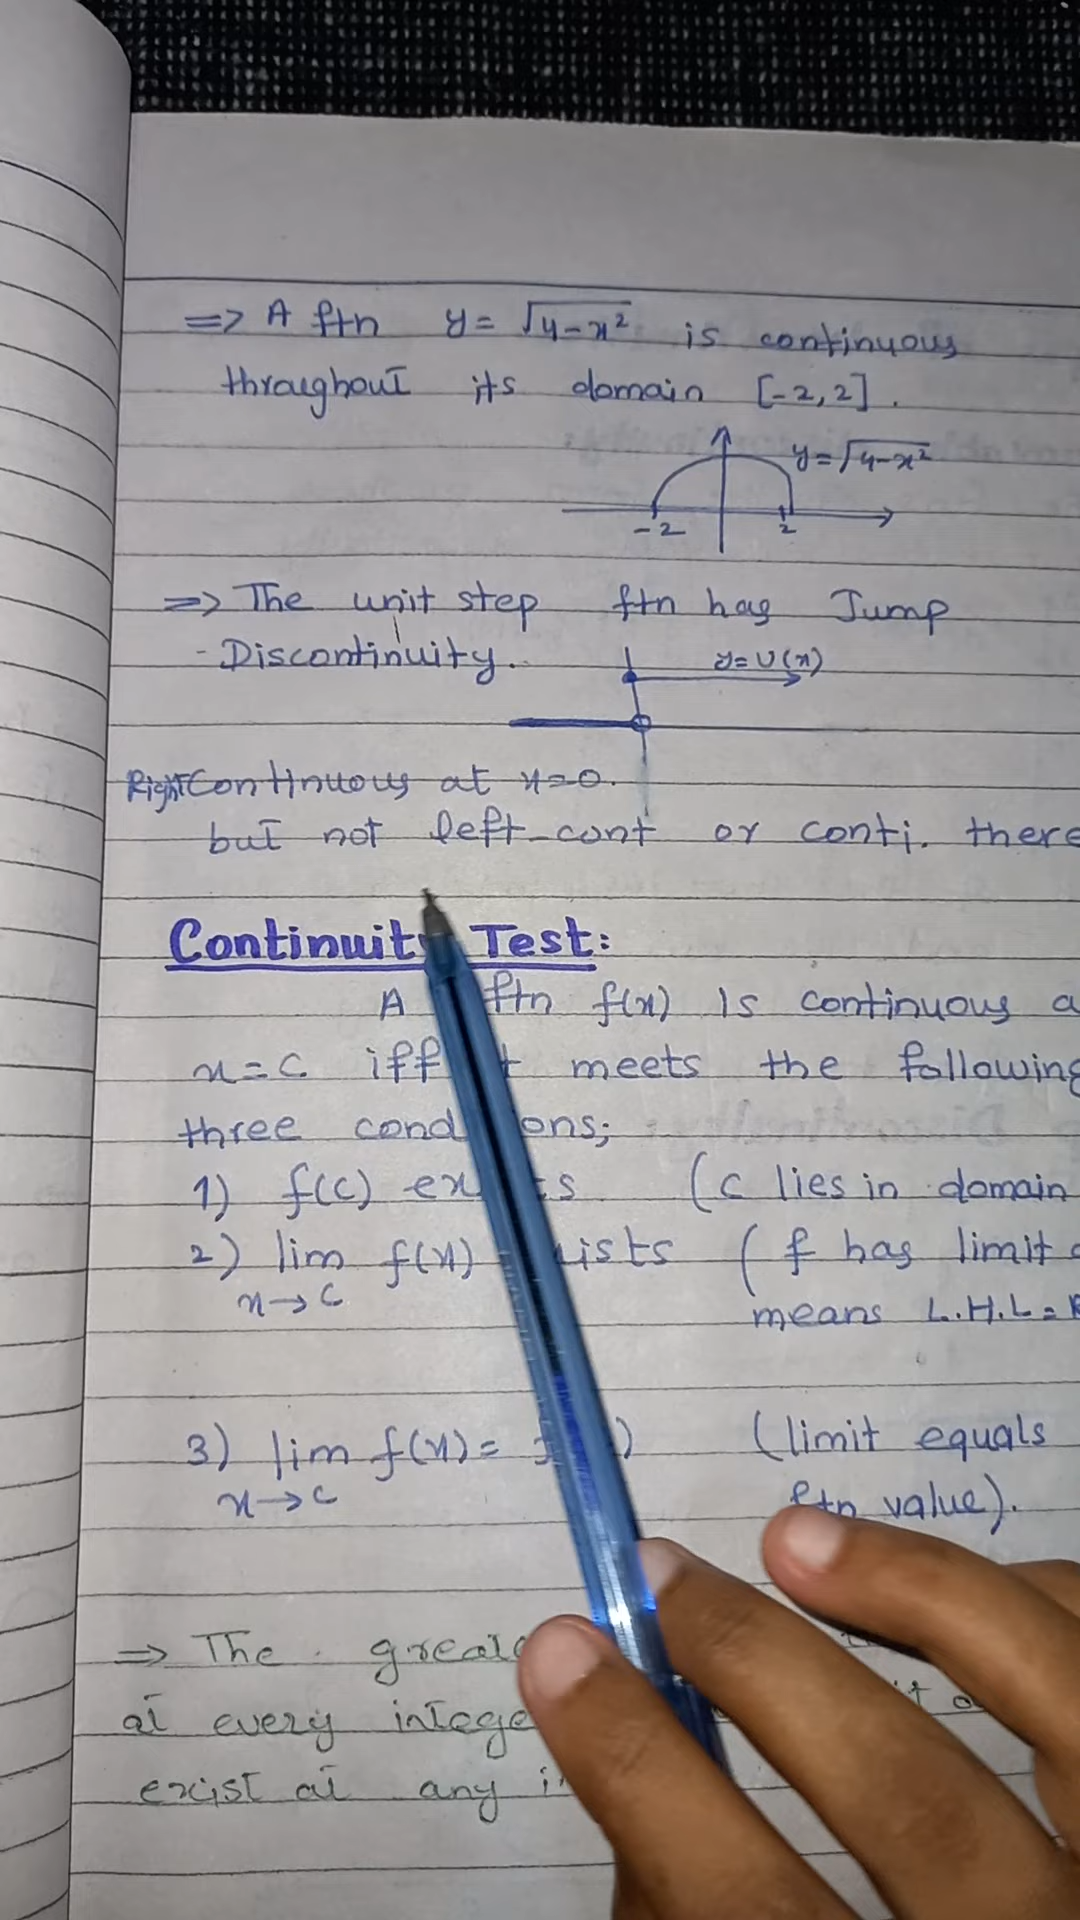 => A ftn y = √4-x² is continuous
throughout its domain [-2, 2].
y = √4-x²
-2 2
=> The unit step ftn has Jump
- Discontinuity.
y = U(x)
Right Continuous at x=0.
but not left cont or conti. there
Continuity Test:
A ftn f(x) is continuous
x = c iff meets the following
three
1) f(c) (c lies in domain
2) lim f(x) (f has limit
x→c means L.H.L =
3) lim f(x) = (limit equals
x→c ftn value).
=> The
at every
exist at any